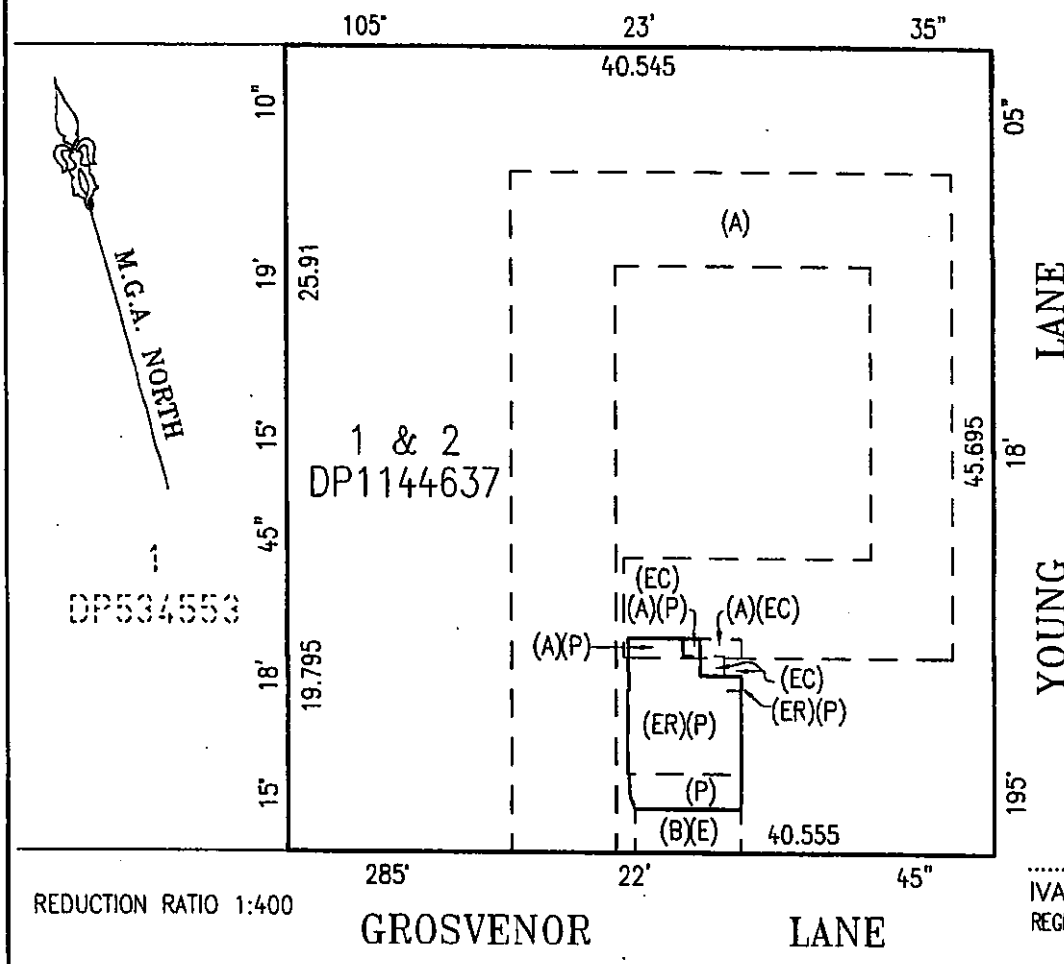 105° 23' 35"
40.545
10"
05"
(A)
M.G.A. NORTH
19'
25.91
LANE
15'
1 & 2
DP1144637
45.695
18'
45"
1
DP534553
(EC)
(A)(P)
(A)(EC)
(A)(P)
(EC)
YOUNG
18'
19.795
(ER)(P)
(ER)(P)
15"
(P)
195°
(B)(E)
40.555
285° 22' 45"
REDUCTION RATIO 1:400
GROSVENOR LANE
IVA
REGI